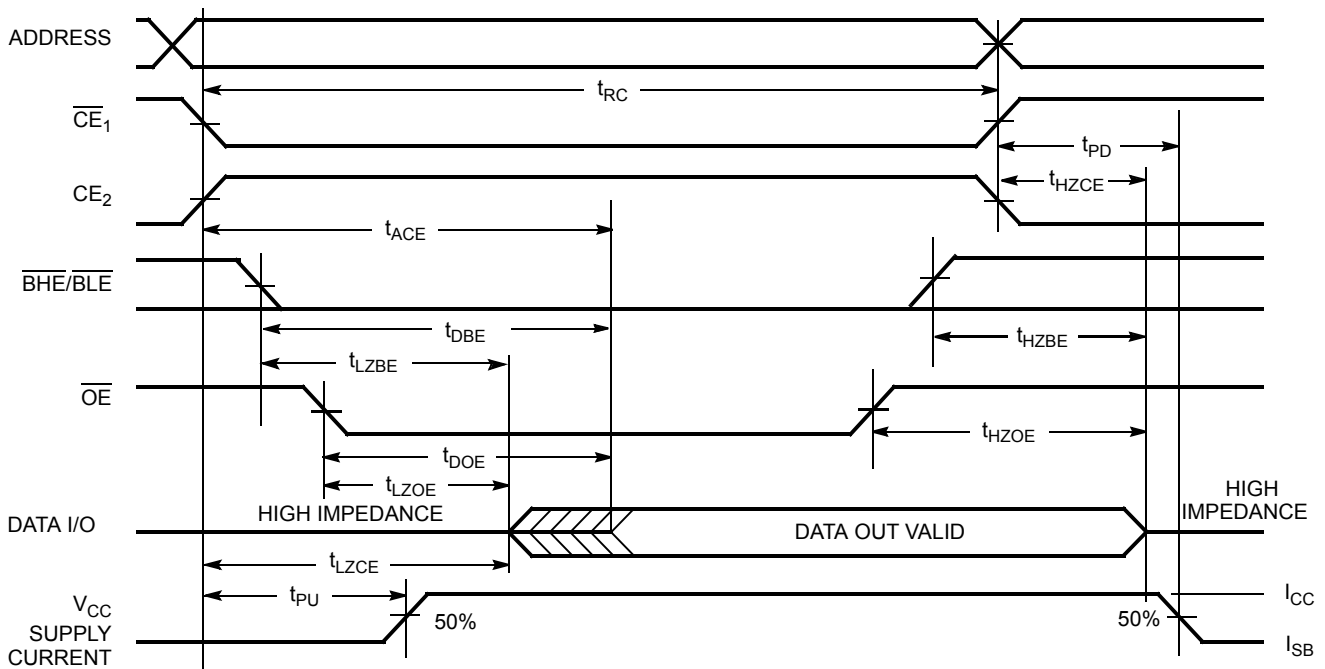 ADDRESS
tRC
CE1
tPD
tHZCE
CE2
tACE
BHE/BLE
tDBE
tHZBE
tLZBE
OE
tHZOE
tDOE
tLZOE
HIGH IMPEDANCE
HIGH
IMPEDANCE
DATA I/O
DATA OUT VALID
tLZCE
tPU
VCC
SUPPLY
CURRENT
50%
50%
ICC
ISB